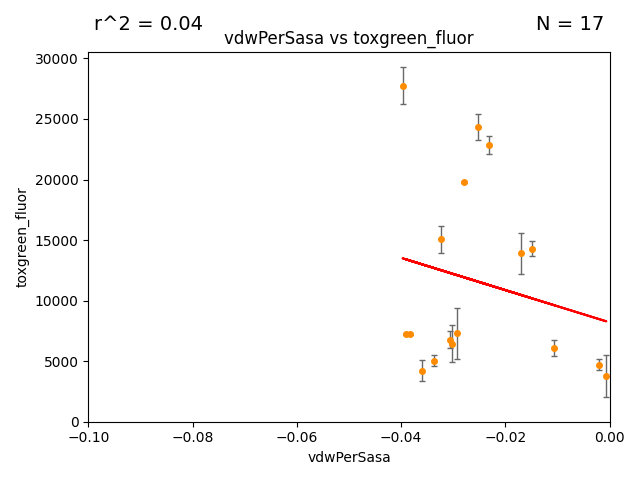 r^2 = 0.04
N = 17
vdwPerSasa vs toxgreen_fluor
30000
25000
20000
15000
10000
5000
0
toxgreen_fluor
−0.10
−0.08
−0.06
−0.04
−0.02
0.00
vdwPerSasa